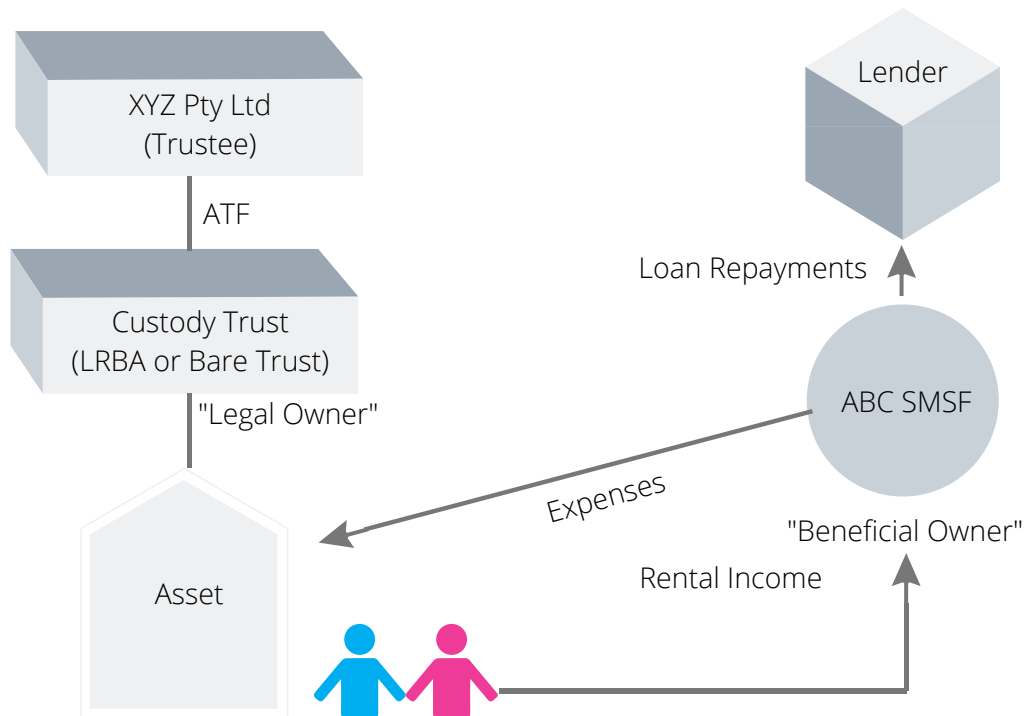 XYZ Pty Ltd
(Trustee)
ATF
Custody Trust
(LRBA or Bare Trust)
"Legal Owner"
Asset
Lender
Loan Repayments
ABC SMSF
Expenses
"Beneficial Owner"
Rental Income